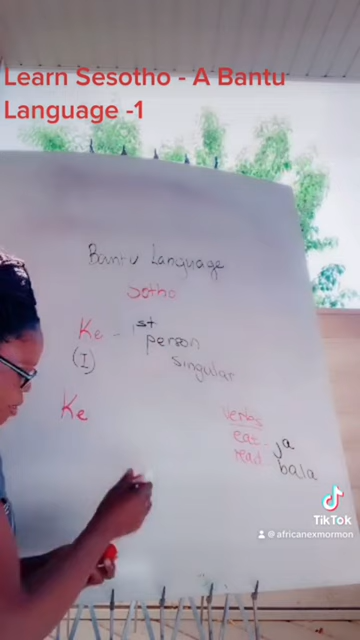 Learn Sesotho - A Bantu
Language -1
Bantu Language
sotho
Ke - 1st
person
(I)
singular
Ke
verbs
eat - ja
read - bala
TikTok
@africanexmormon